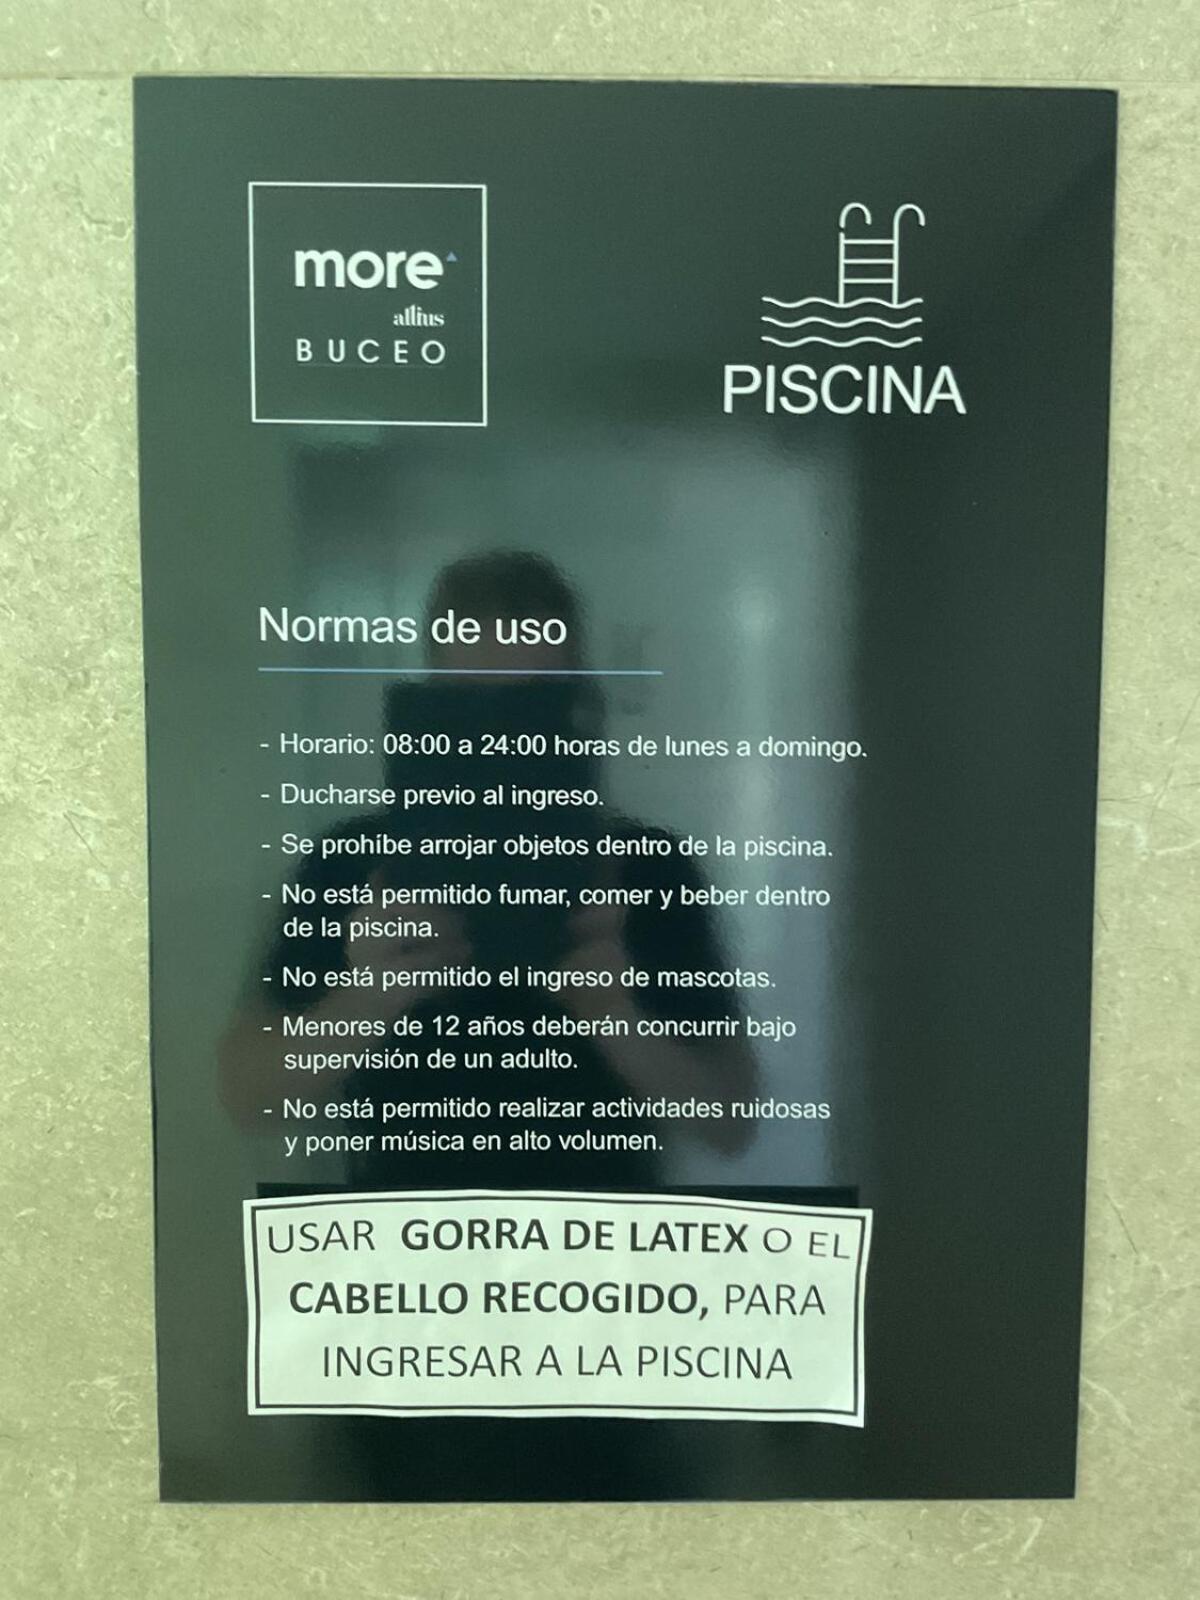 more
altius
BUCEO
PISCINA
Normas de uso
- Horario: 08:00 a 24:00 horas de lunes a domingo.
- Ducharse previo al ingreso.
- Se prohíbe arrojar objetos dentro de la piscina.
- No está permitido fumar, comer y beber dentro
de la piscina.
- No está permitido el ingreso de mascotas.
- Menores de 12 años deberán concurrir bajo
supervisión de un adulto.
- No está permitido realizar actividades ruidosas
y poner música en alto volumen.
USAR GORRA DE LATEX O EL
CABELLO RECOGIDO, PARA
INGRESAR A LA PISCINA